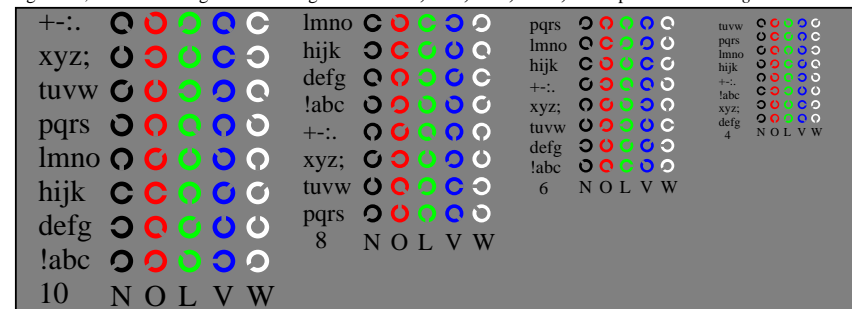 +-:.
xyz;
tuvw
pqrs
lmno
hijk
defg
!abc
10 N O L V W
lmno
hijk
defg
!abc
+-:.
xyz;
tuvw
pqrs
8 N O L V W
pqrs
lmno
hijk
+-:.
xyz;
tuvw
defg
!abc
6 N O L V W
tuvw
pqrs
lmno
hijk
+-:.
!abc
xyz;
defg
4 N O L V W